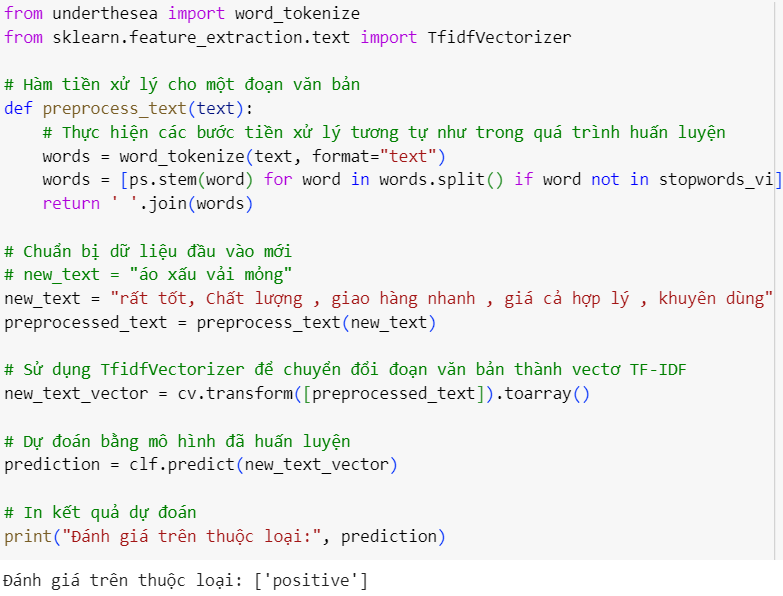 from underthesea import word_tokenize
from sklearn.feature_extraction.text import TfidfVectorizer
# Hàm tiền xử lý cho một đoạn văn bản
def preprocess_text(text):
    # Thực hiện các bước tiền xử lý tương tự như trong quá trình huấn luyện
    words = word_tokenize(text, format="text")
    words = [ps.stem(word) for word in words.split() if word not in stopwords_vi]
    return ' '.join(words)
# Chuẩn bị dữ liệu đầu vào mới
# new_text = "áo xấu vải mỏng"
new_text = "rất tốt, Chất lượng , giao hàng nhanh , giá cả hợp lý , khuyên dùng"
preprocessed_text = preprocess_text(new_text)
# Sử dụng TfidfVectorizer để chuyển đổi đoạn văn bản thành vectơ TF-IDF
new_text_vector = cv.transform([preprocessed_text]).toarray()
# Dự đoán bằng mô hình đã huấn luyện
prediction = clf.predict(new_text_vector)
# In kết quả dự đoán
print("Đánh giá trên thuộc loại:", prediction)
Đánh giá trên thuộc loại: ['positive']